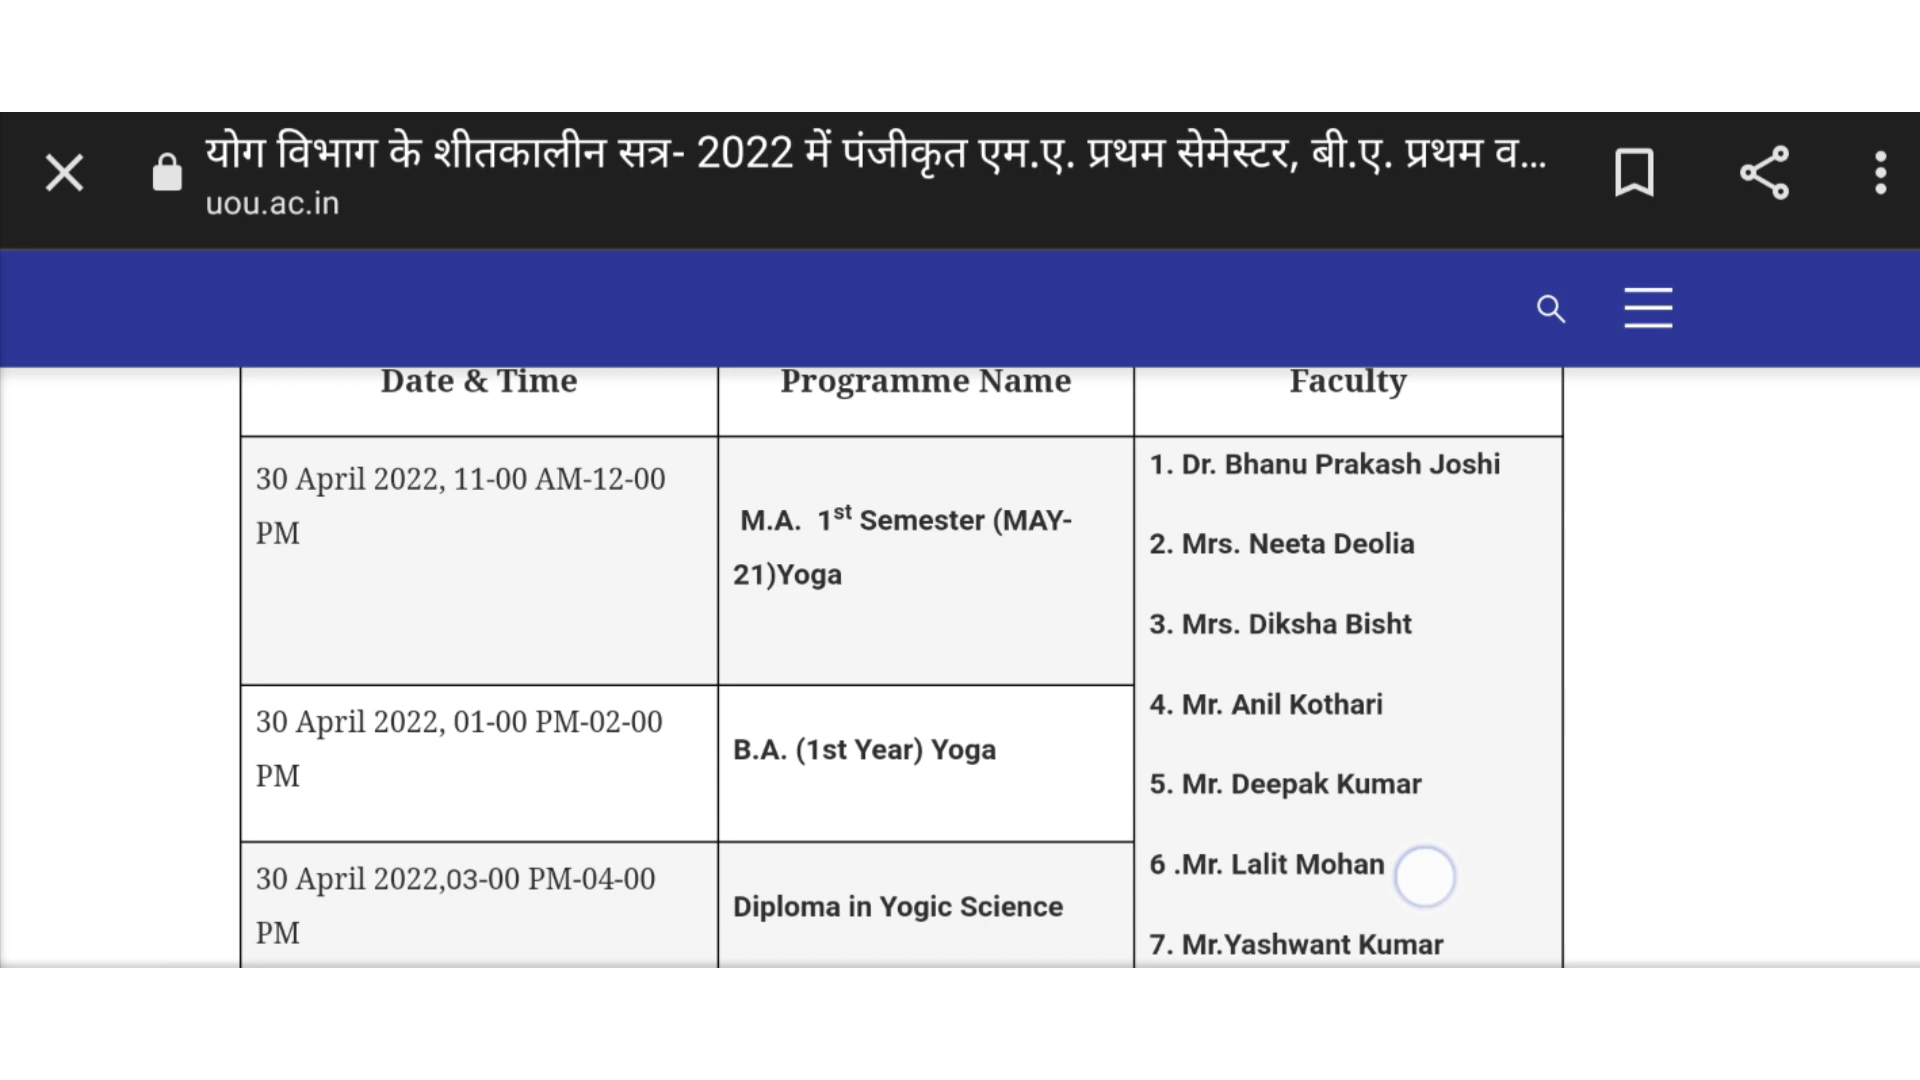 योग विभाग के शीतकालीन सत्र- 2022 में पंजीकृत एम.ए. प्रथम सेमेस्टर, बी.ए. प्रथम व...
uou.ac.in
Date & Time
Programme Name
Faculty
30 April 2022, 11-00 AM-12-00
PM
M.A. 1st Semester (MAY-
21)Yoga
1. Dr. Bhanu Prakash Joshi
2. Mrs. Neeta Deolia
3. Mrs. Diksha Bisht
4. Mr. Anil Kothari
5. Mr. Deepak Kumar
6 .Mr. Lalit Mohan
7. Mr.Yashwant Kumar
30 April 2022, 01-00 PM-02-00
PM
B.A. (1st Year) Yoga
30 April 2022,03-00 PM-04-00
PM
Diploma in Yogic Science